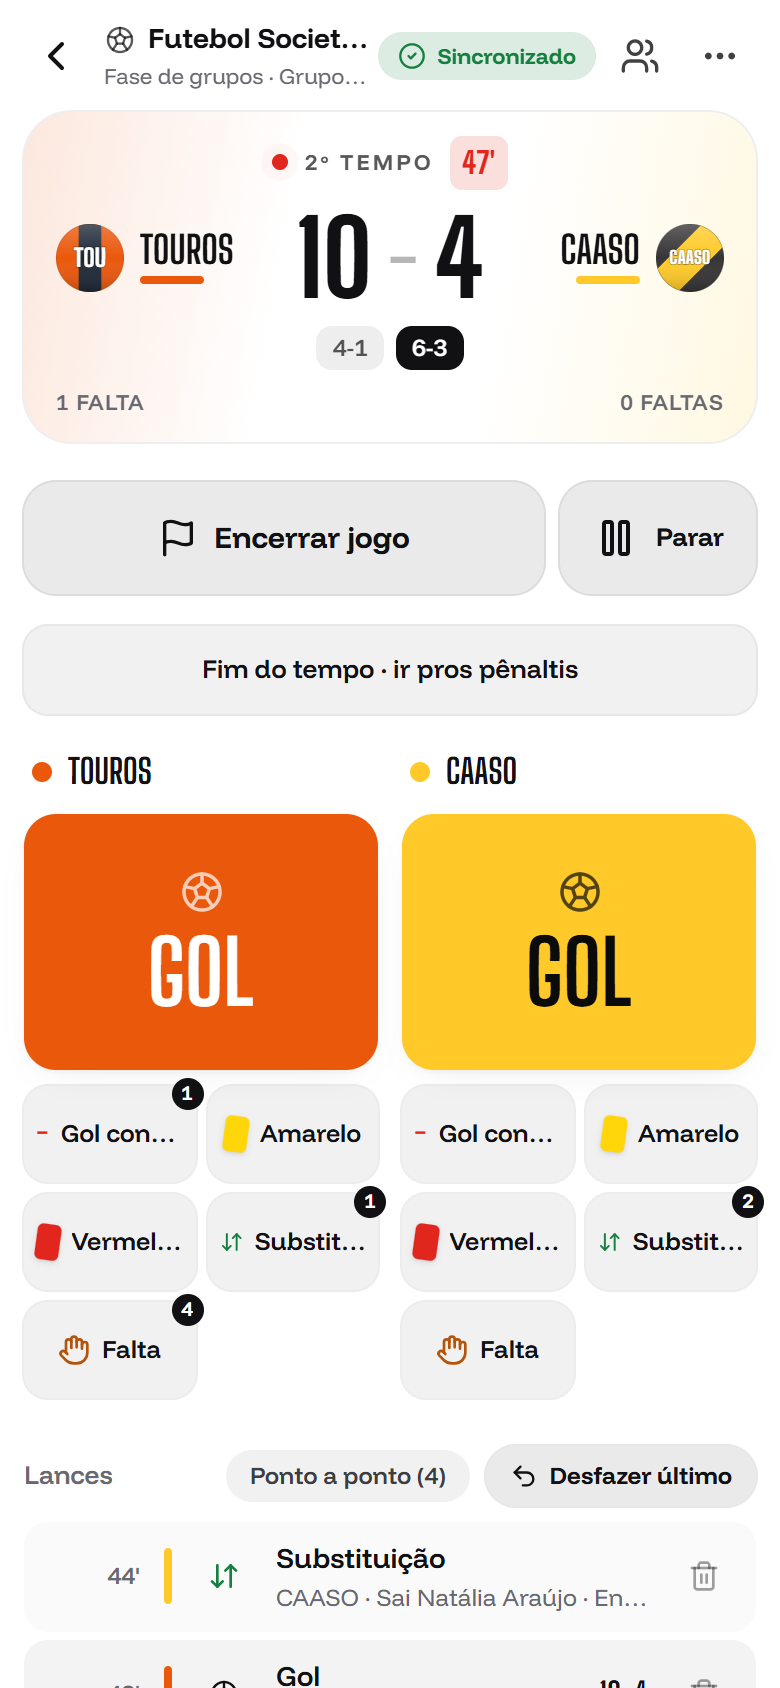 Futebol Societ...
Fase de grupos · Grupo...
Sincronizado
2º TEMPO 47'
TOU TOUROS 10 - 4 CAASO CAASO
4-1 6-3
1 FALTA 0 FALTAS
Encerrar jogo Parar
Fim do tempo · ir pros pênaltis
TOUROS CAASO
GOL GOL
1
Gol con... Amarelo Gol con... Amarelo
1 2
Vermel... Substit... Vermel... Substit...
4
Falta Falta
Lances Ponto a ponto (4) Desfazer último
44' Substituição
CAASO · Sai Natália Araújo · En...
Gol